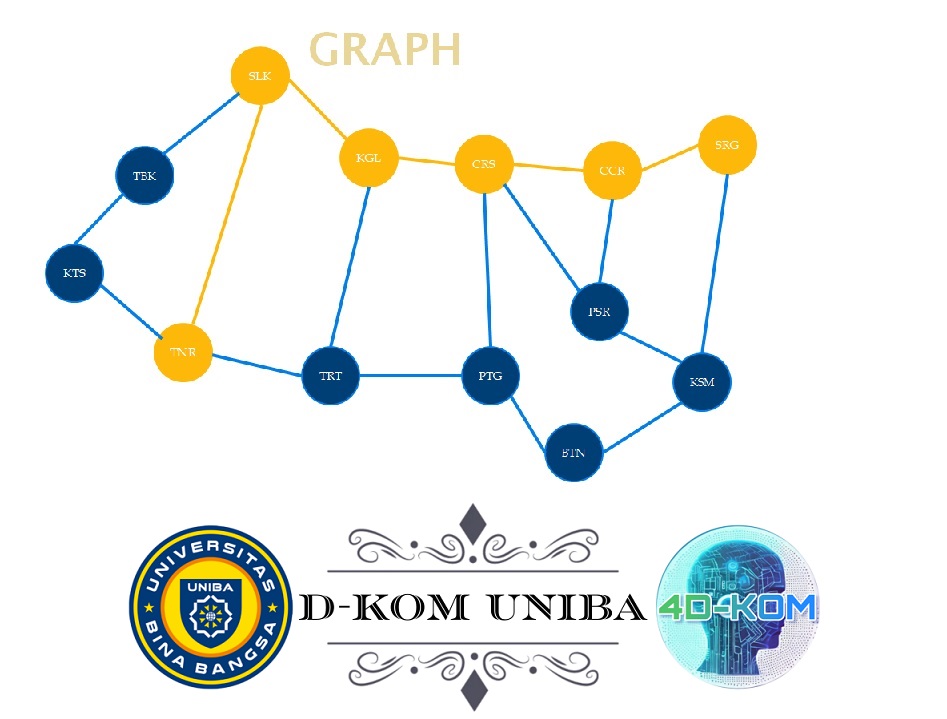 GRAPH
SLK
KGL
CRS
CCR
SRG
TBK
KTS
TNR
TRT
PTG
PSR
KSM
BTN
UNIVERSITAS
UNIBA
BINA BANGSA
D-KOM UNIBA
4D-KOM